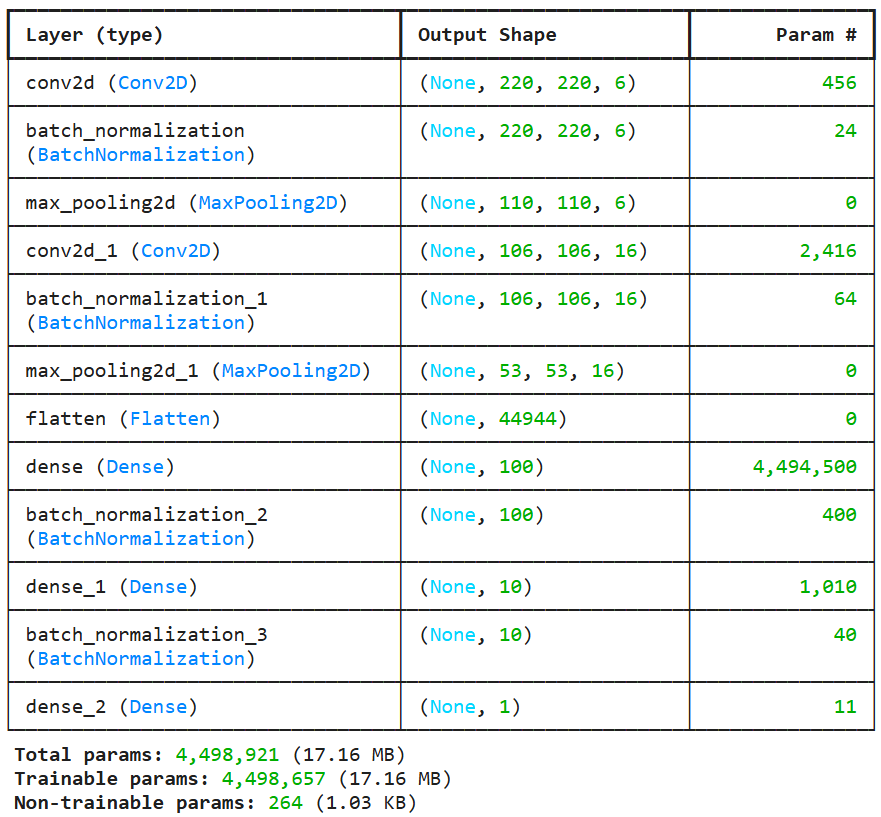 Layer (type) Output Shape Param #
conv2d (Conv2D) (None, 220, 220, 6) 456
batch_normalization (None, 220, 220, 6) 24
(BatchNormalization)
max_pooling2d (MaxPooling2D) (None, 110, 110, 6) 0
conv2d_1 (Conv2D) (None, 106, 106, 16) 2,416
batch_normalization_1 (None, 106, 106, 16) 64
(BatchNormalization)
max_pooling2d_1 (MaxPooling2D) (None, 53, 53, 16) 0
flatten (Flatten) (None, 44944) 0
dense (Dense) (None, 100) 4,494,500
batch_normalization_2 (None, 100) 400
(BatchNormalization)
dense_1 (Dense) (None, 10) 1,010
batch_normalization_3 (None, 10) 40
(BatchNormalization)
dense_2 (Dense) (None, 1) 11
Total params: 4,498,921 (17.16 MB)
Trainable params: 4,498,657 (17.16 MB)
Non-trainable params: 264 (1.03 KB)